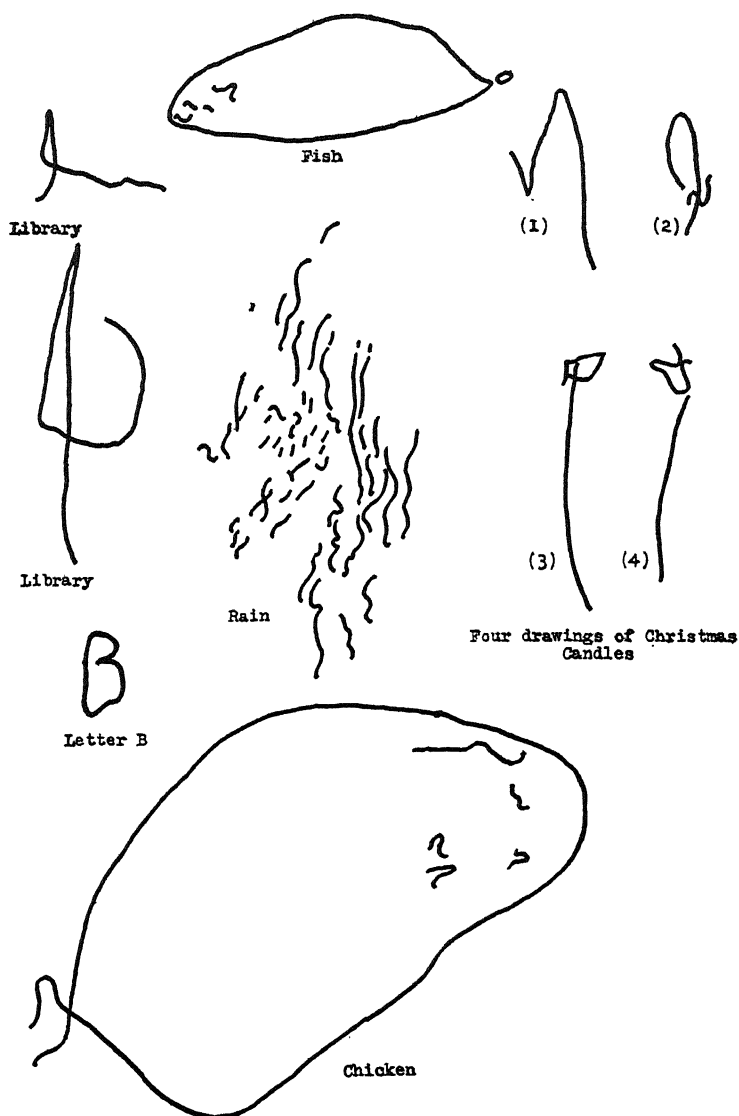 Fish
Library
(1)
(2)
Library
Rain
(3)
(4)
Four drawings of Christmas
Candles
B
Letter B
Chicken